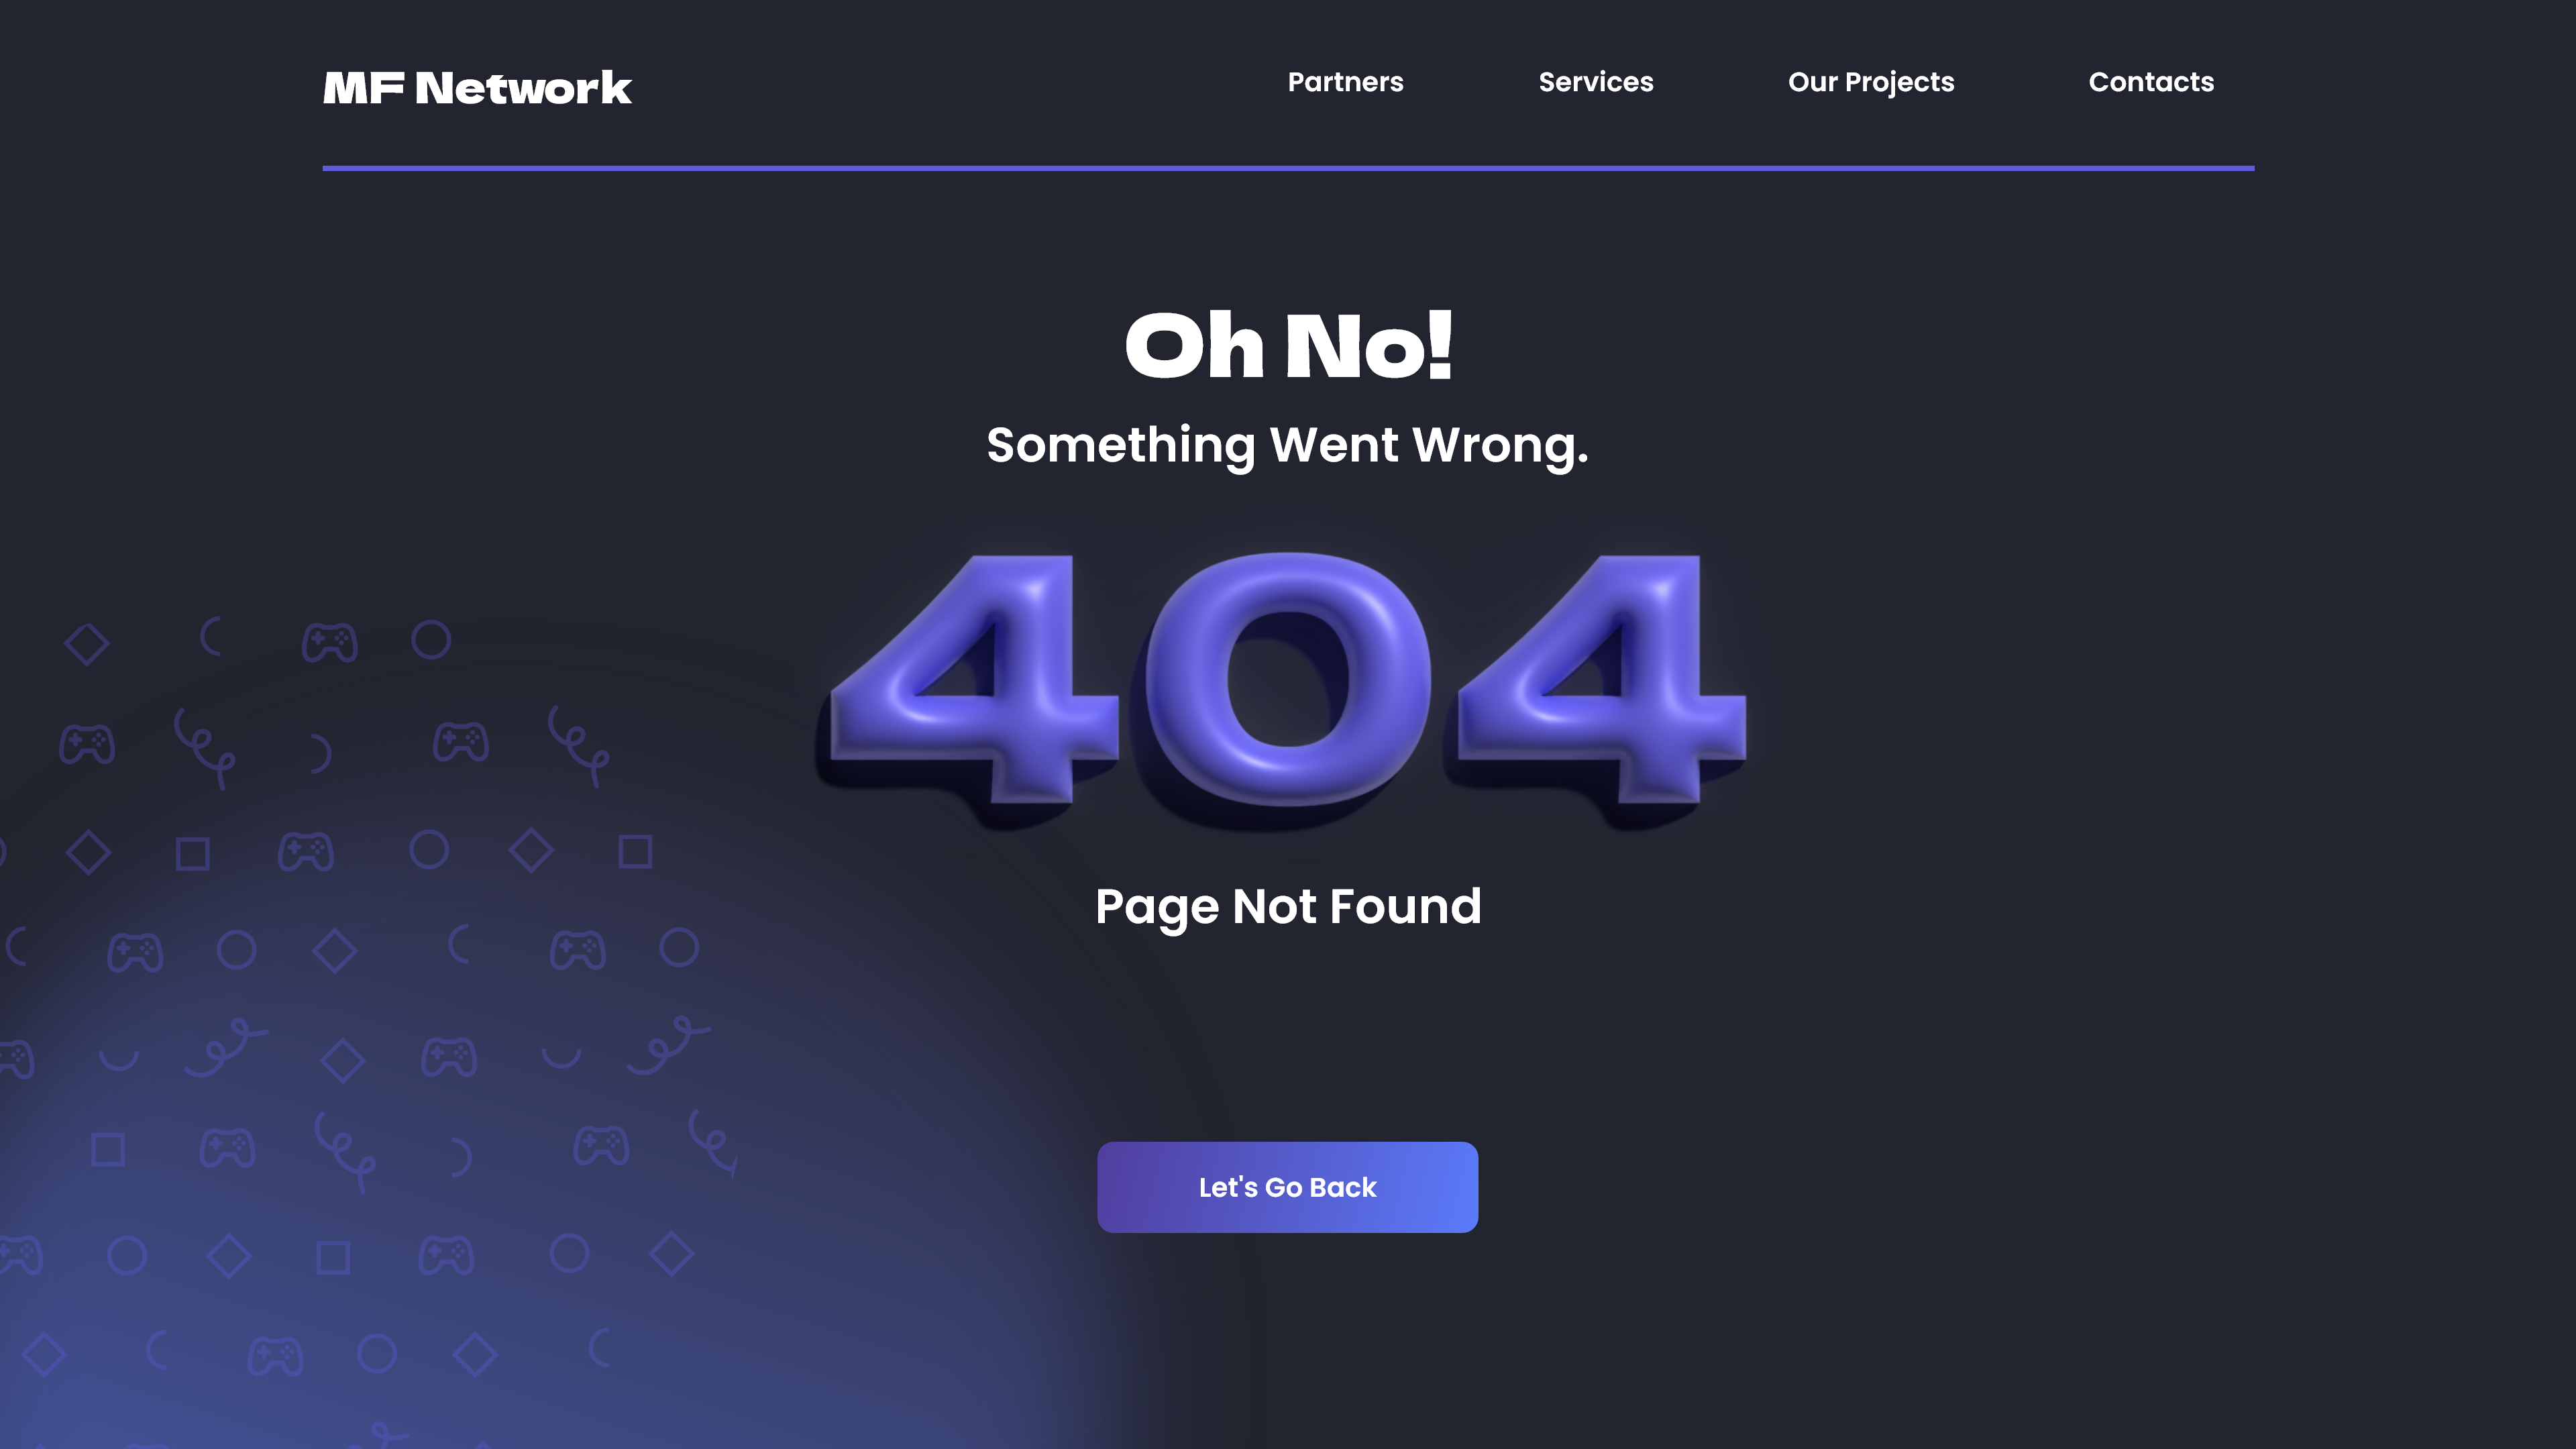 MF Network
Partners Services Our Projects Contacts
Oh No!
Something Went Wrong.
404
Page Not Found
Let's Go Back